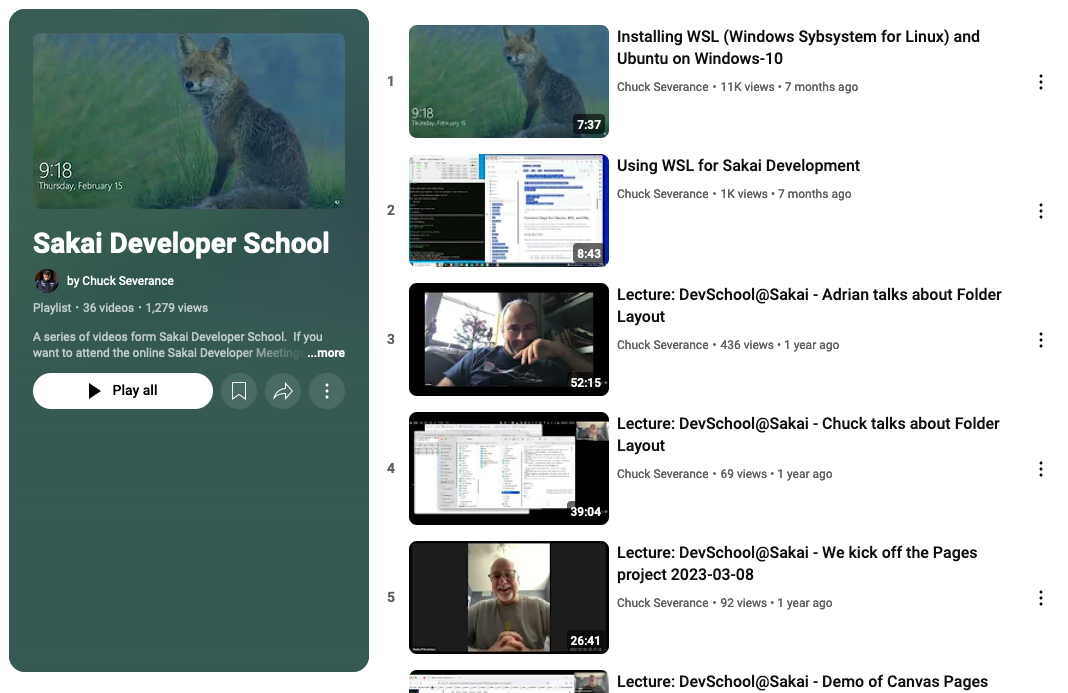 9:18
Thursday, February 15
Sakai Developer School
by Chuck Severance
Playlist • 36 videos • 1,279 views
A series of videos form Sakai Developer School. If you
want to attend the online Sakai Developer Meetings ...more
Play all
1
9:18
Thursday, February 15
7:37
Installing WSL (Windows Sybsystem for Linux) and
Ubuntu on Windows-10
Chuck Severance • 11K views • 7 months ago
2
8:43
Using WSL for Sakai Development
Chuck Severance • 1K views • 7 months ago
3
52:15
Lecture: DevSchool@Sakai - Adrian talks about Folder
Layout
Chuck Severance • 436 views • 1 year ago
4
39:04
Lecture: DevSchool@Sakai - Chuck talks about Folder
Layout
Chuck Severance • 69 views • 1 year ago
5
26:41
Lecture: DevSchool@Sakai - We kick off the Pages
project 2023-03-08
Chuck Severance • 92 views • 1 year ago
Lecture: DevSchool@Sakai - Demo of Canvas Pages